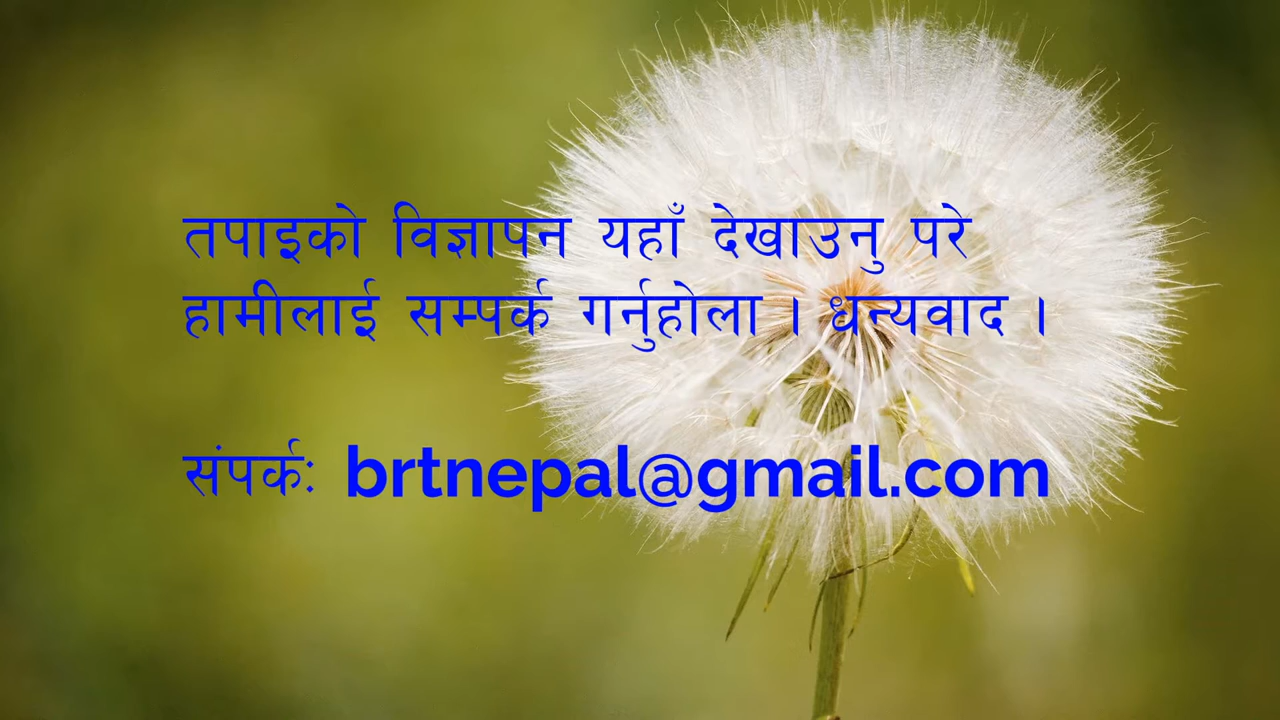 तपाइको विज्ञापन यहाँ देखाउनु परे
हामीलाई सम्पर्क गर्नुहोला । धन्यवाद ।
संपर्कः brtnepal@gmail.com